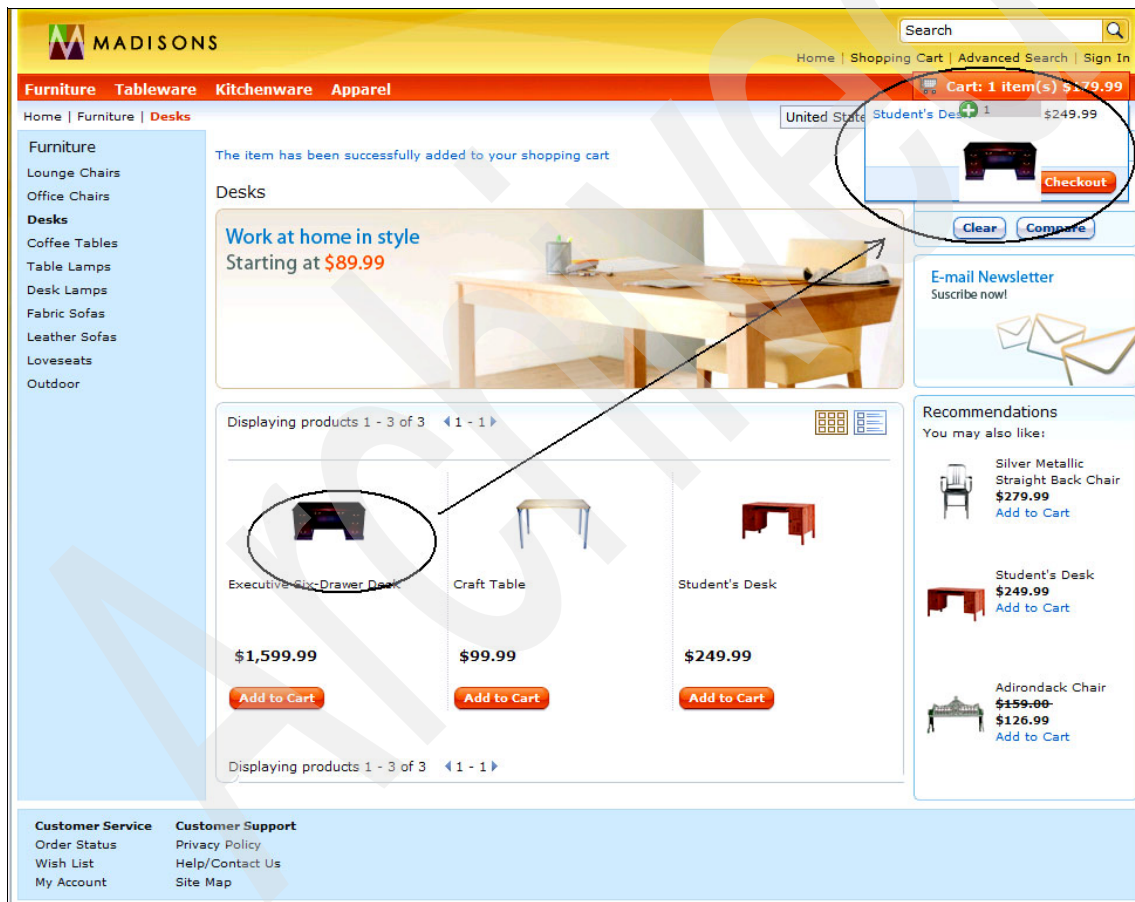 MADISONS
Search
Home | Shopping Cart | Advanced Search | Sign In
Furniture Tableware Kitchenware Apparel
Cart: 1 item(s) $179.99
Home | Furniture | Desks
United State
Student's Des
1
$249.99
Checkout
Clear
Compare
Furniture
Lounge Chairs
Office Chairs
Desks
Coffee Tables
Table Lamps
Desk Lamps
Fabric Sofas
Leather Sofas
Loveseats
Outdoor
The item has been successfully added to your shopping cart
Desks
Work at home in style
Starting at $89.99
E-mail Newsletter
Suscribe now!
Displaying products 1 - 3 of 3 1 - 1
Executive Six-Drawer Desk
Craft Table
Student's Desk
$1,599.99
$99.99
$249.99
Add to Cart
Add to Cart
Add to Cart
Displaying products 1 - 3 of 3 1 - 1
Recommendations
You may also like:
Silver Metallic
Straight Back Chair
$279.99
Add to Cart
Student's Desk
$249.99
Add to Cart
Adirondack Chair
$159.00
$126.99
Add to Cart
Customer Service Customer Support
Order Status Privacy Policy
Wish List Help/Contact Us
My Account Site Map
Archived